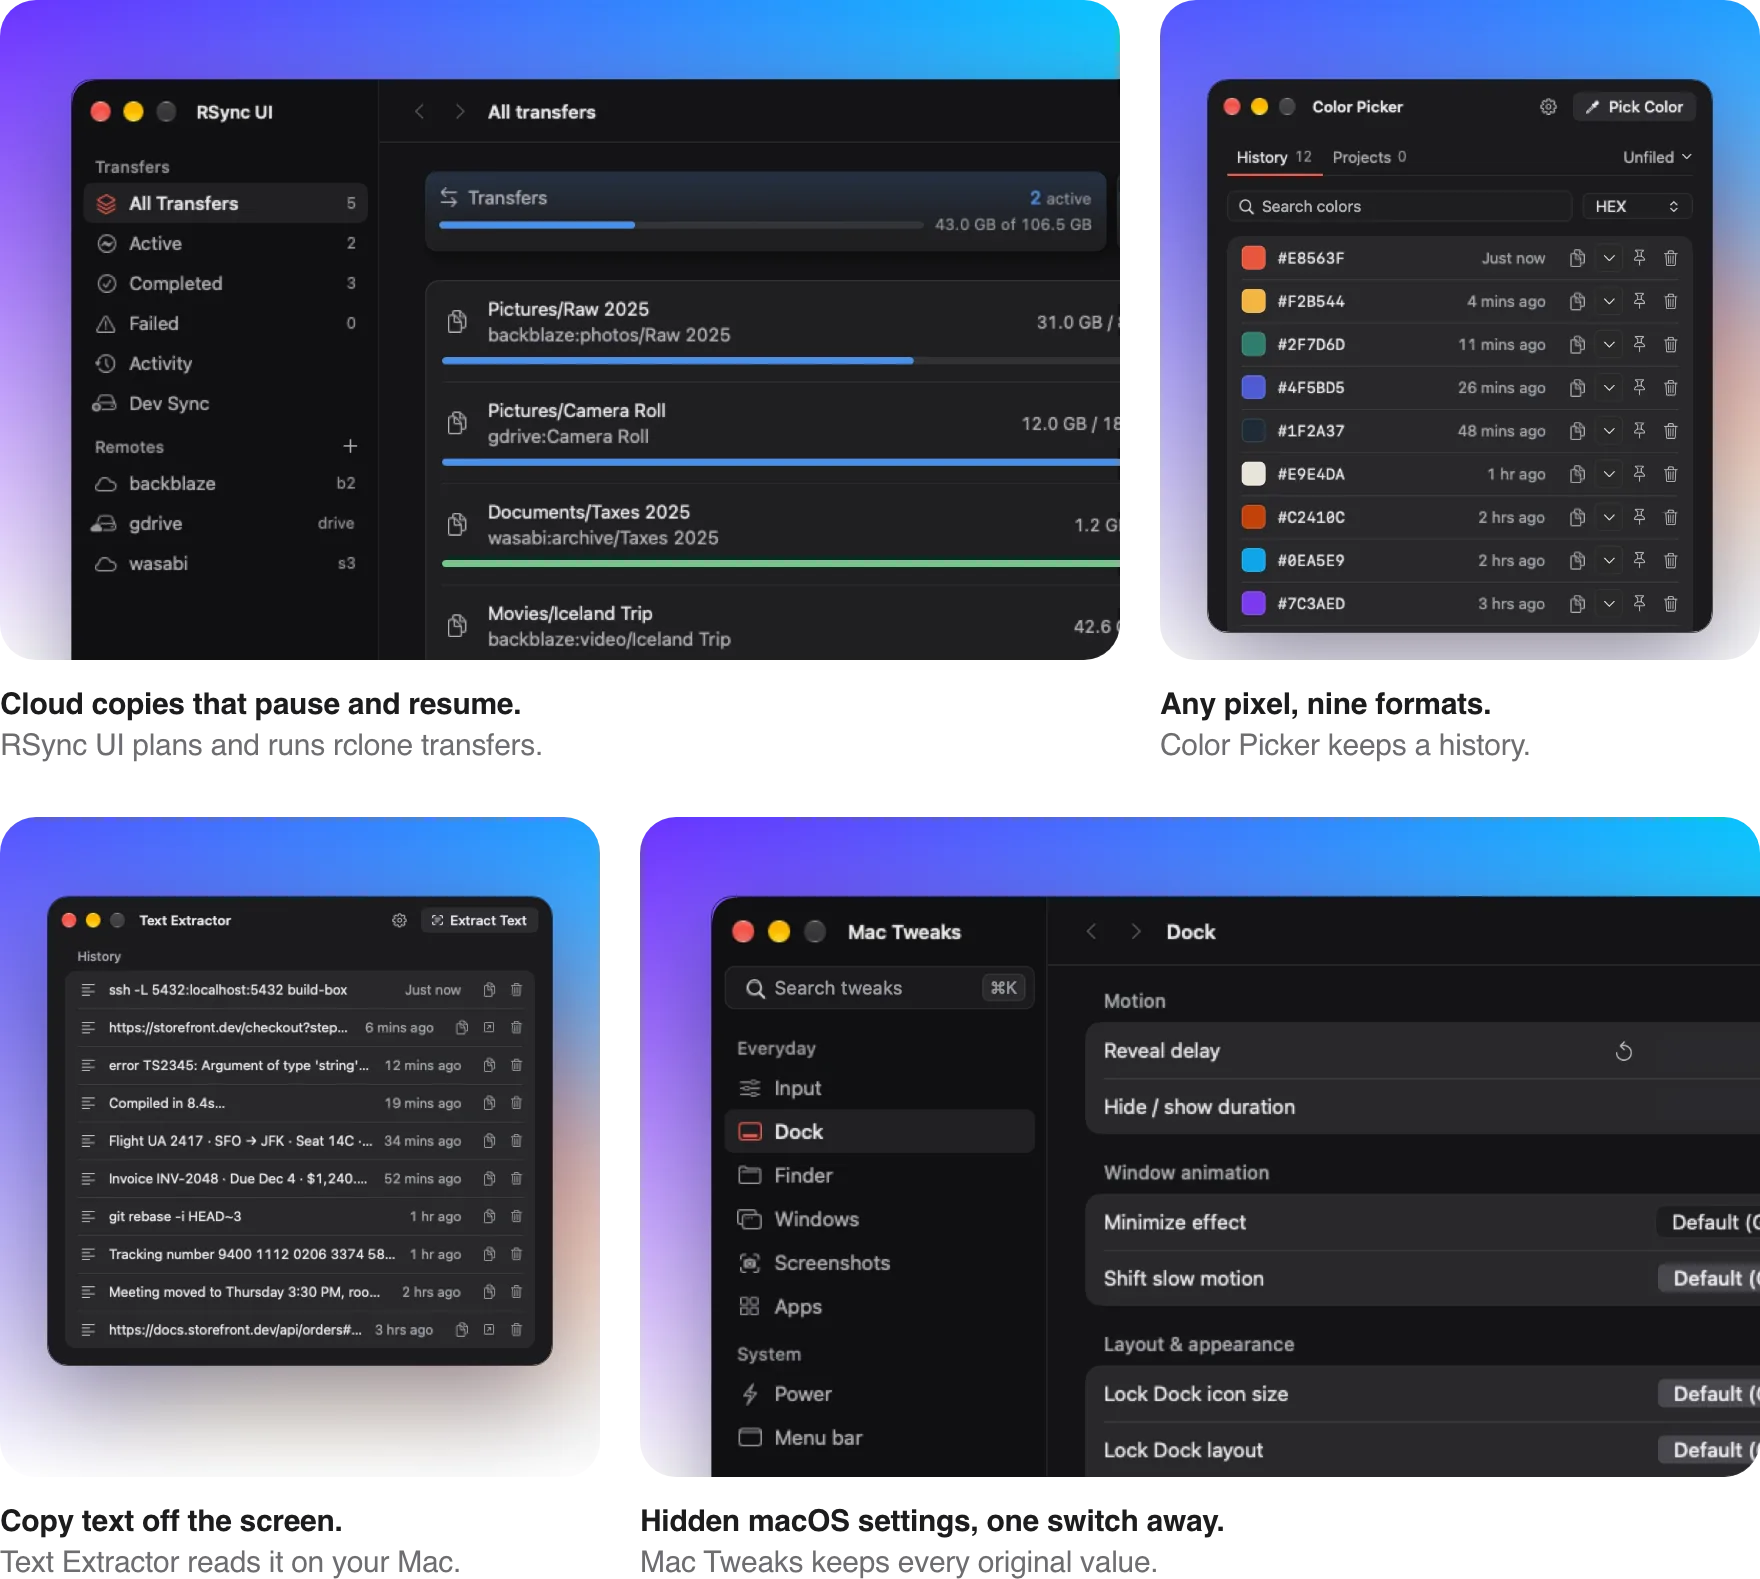 RSync UI
Transfers
All Transfers 5
Active 2
Completed 3
Failed 0
Activity
Dev Sync
Remotes +
backblaze b2
gdrive drive
wasabi s3
All transfers
Transfers 2 active
43.0 GB of 106.5 GB
Pictures/Raw 2025
backblaze:photos/Raw 2025
31.0 GB /
Pictures/Camera Roll
gdrive:Camera Roll
12.0 GB / 18
Documents/Taxes 2025
wasabi:archive/Taxes 2025
1.2 G
Movies/Iceland Trip
backblaze:video/Iceland Trip
42.6
Cloud copies that pause and resume.
RSync UI plans and runs rclone transfers.
Color Picker Pick Color
History 12 Projects 0 Unfiled
Search colors HEX
#E8563F Just now
#F2B544 4 mins ago
#2F7D6D 11 mins ago
#4F5BD5 26 mins ago
#1F2A37 48 mins ago
#E9E4DA 1 hr ago
#C2410C 2 hrs ago
#0EA5E9 2 hrs ago
#7C3AED 3 hrs ago
Any pixel, nine formats.
Color Picker keeps a history.
Text Extractor Extract Text
History
ssh -L 5432:localhost:5432 build-box Just now
https://storefront.dev/checkout?step... 6 mins ago
error TS2345: Argument of type 'string'... 12 mins ago
Compiled in 8.4s... 19 mins ago
Flight UA 2417 · SFO → JFK · Seat 14C ·... 34 mins ago
Invoice INV-2048 · Due Dec 4 · $1,240.... 52 mins ago
git rebase -i HEAD~3 1 hr ago
Tracking number 9400 1112 0206 3374 58... 1 hr ago
Meeting moved to Thursday 3:30 PM, roo... 2 hrs ago
https://docs.storefront.dev/api/orders#... 3 hrs ago
Copy text off the screen.
Text Extractor reads it on your Mac.
Mac Tweaks
Search tweaks ⌘K
Everyday
Input
Dock
Finder
Windows
Screenshots
Apps
System
Power
Menu bar
Dock
Motion
Reveal delay
Hide / show duration
Window animation
Minimize effect Default (
Shift slow motion Default (
Layout & appearance
Lock Dock icon size Default (
Lock Dock layout Default (
Hidden macOS settings, one switch away.
Mac Tweaks keeps every original value.